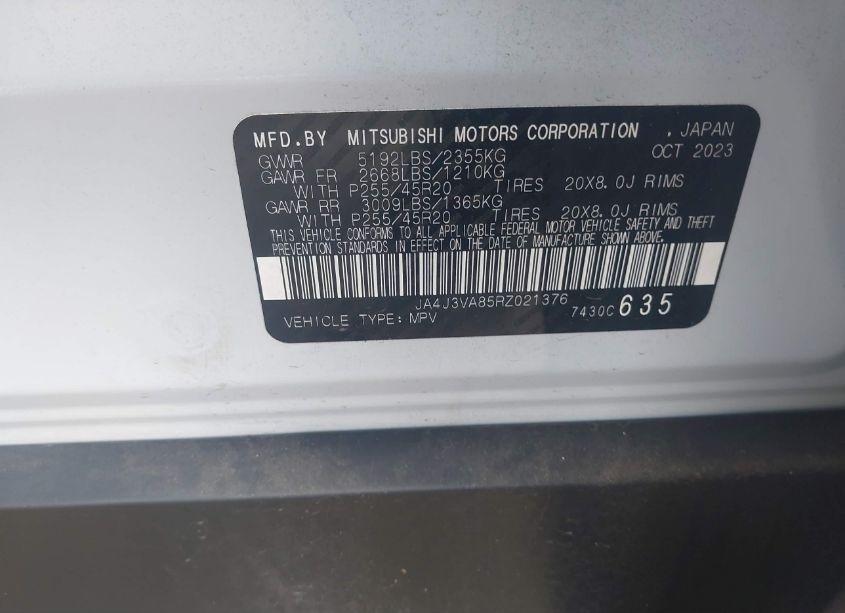 MFD.BY MITSUBISHI MOTORS CORPORATION . JAPAN
GVWR 5192LBS/2355KG OCT 2023
GAWR FR 2668LBS/1210KG
WITH P255/45R20 TIRES 20X8.0J RIMS
GAWR RR 3009LBS/1365KG
WITH P255/45R20 TIRES 20X8.0J RIMS
THIS VEHICLE CONFORMS TO ALL APPLICABLE FEDERAL MOTOR VEHICLE SAFETY AND THEFT
PREVENTION STANDARDS IN EFFECT ON THE DATE OF MANUFACTURE SHOWN ABOVE.
JA4J3VA85RZ021376
VEHICLE TYPE: MPV 7430C 635